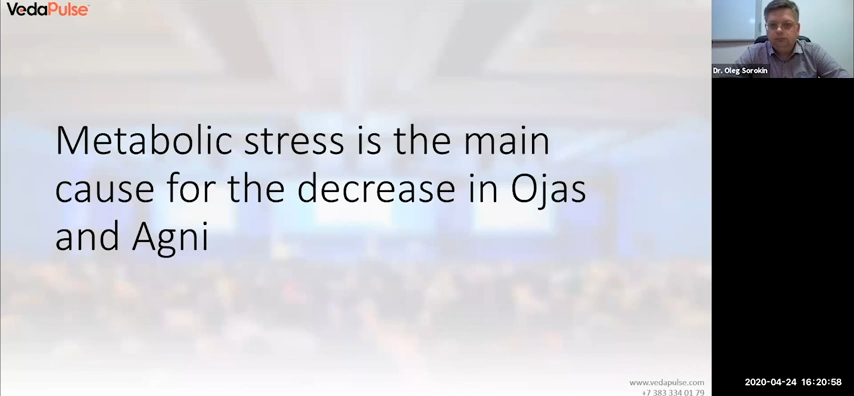 VedaPulse
Dr. Oleg Sorokin
Metabolic stress is the main
cause for the decrease in Ojas
and Agni
www.vedapulse.com
+7 383 334 01 79
2020-04-24 16:20:58